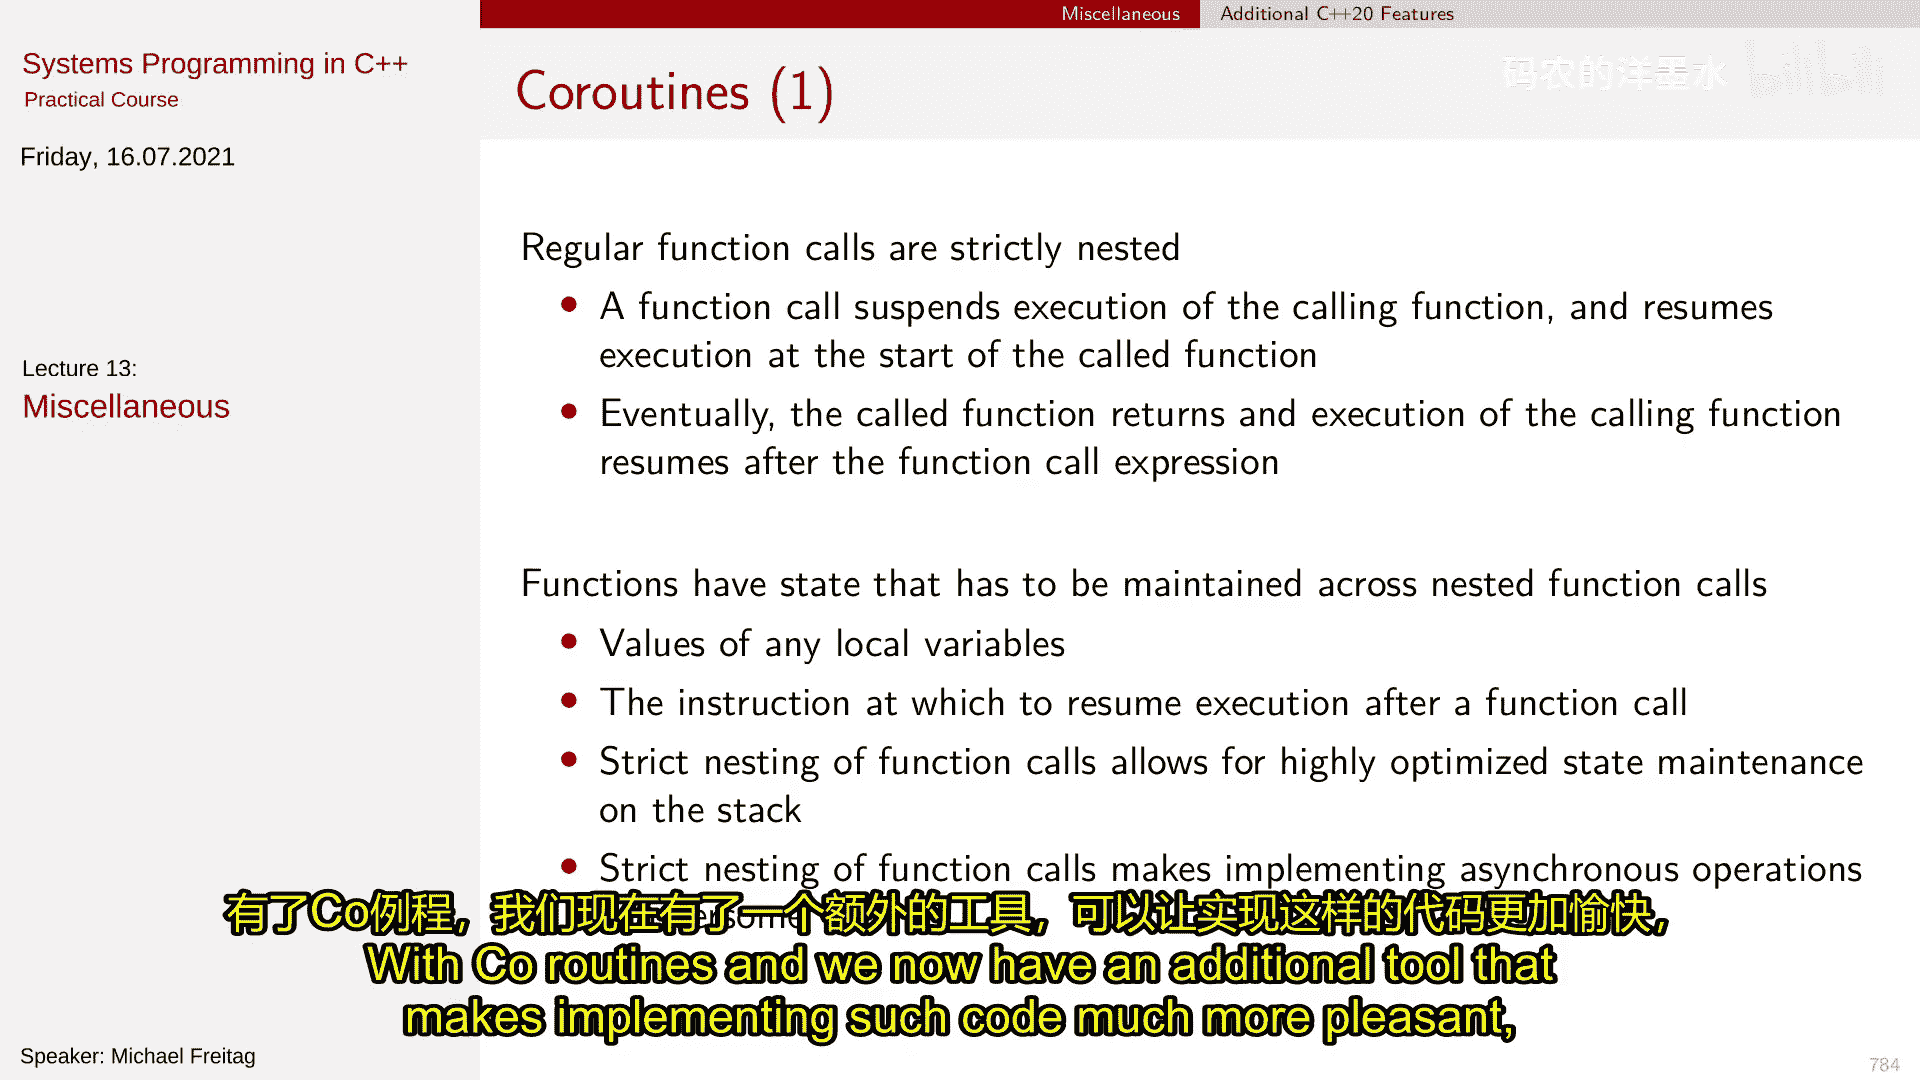 Miscellaneous
Additional C++20 Features
Systems Programming in C++
Practical Course
Friday, 16.07.2021
Lecture 13:
Miscellaneous
Speaker: Michael Freitag
Coroutines (1)
码农的洋墨水 bilibili
Regular function calls are strictly nested
• A function call suspends execution of the calling function, and resumes
execution at the start of the called function
• Eventually, the called function returns and execution of the calling function
resumes after the function call expression
Functions have state that has to be maintained across nested function calls
• Values of any local variables
• The instruction at which to resume execution after a function call
• Strict nesting of function calls allows for highly optimized state maintenance
on the stack
• Strict nesting of function calls makes implementing asynchronous operations
有了Co例程，我们现在有了一个额外的工具，可以让实现这样的代码更加愉快，
With Co routines and we now have an additional tool that
makes implementing such code much more pleasant,
784